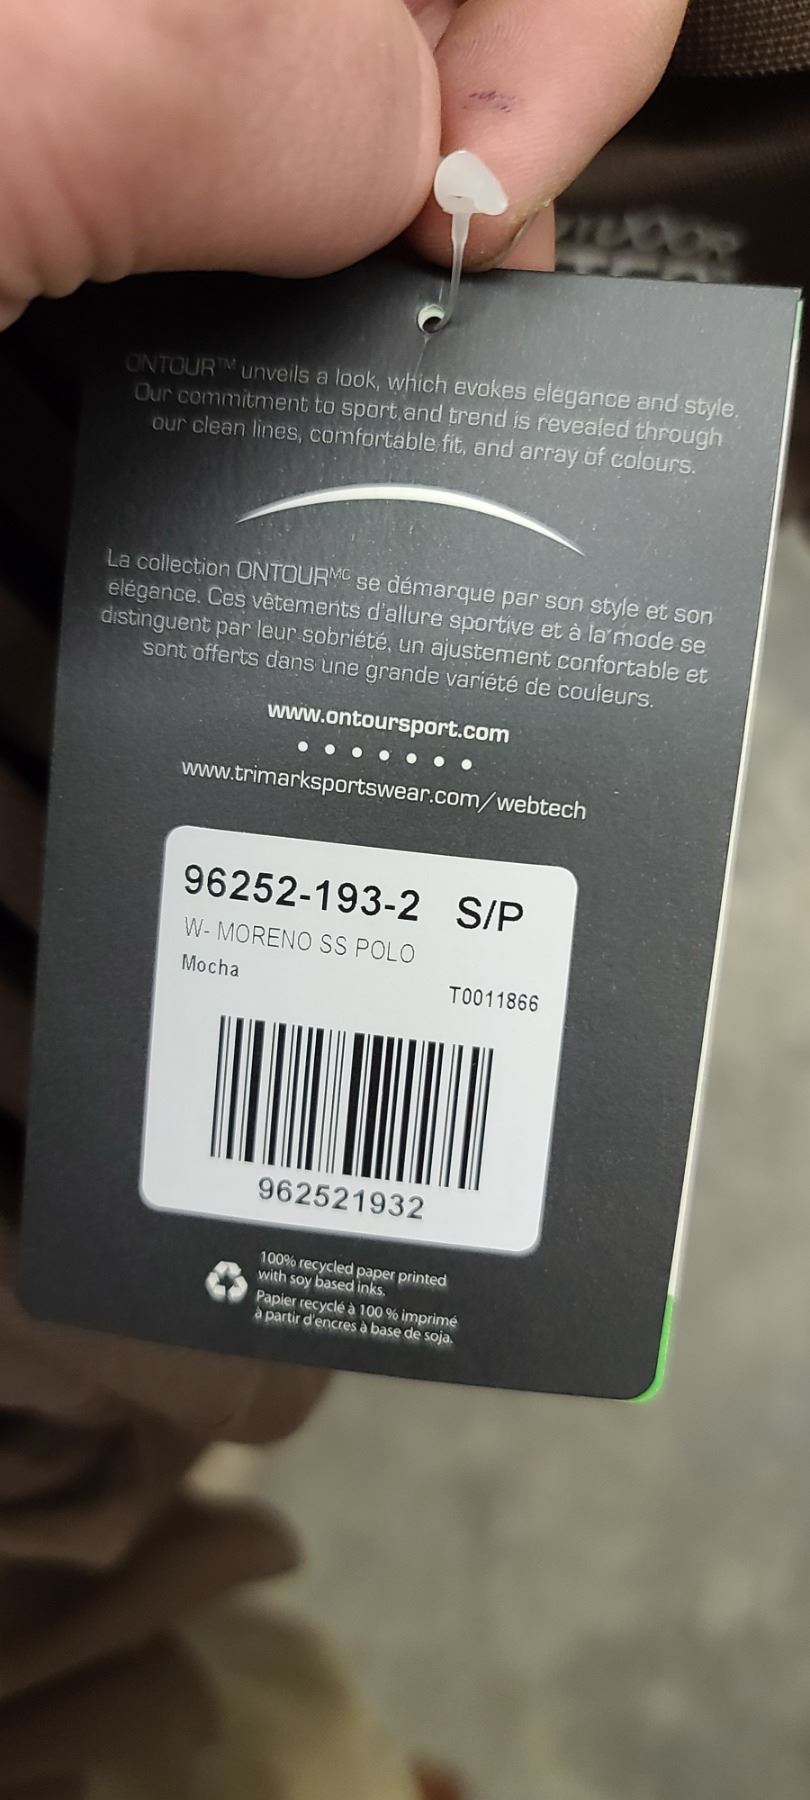 ONTOUR™ unveils a look, which evokes elegance and style.
Our commitment to sport and trend is revealed through
our clean lines, comfortable fit, and array of colours.
La collection ONTOURMC se démarque par son style et son
élégance. Ces vêtements d'allure sportive et à la mode se
distinguent par leur sobriété, un ajustement confortable et
sont offerts dans une grande variété de couleurs.
www.ontoursport.com
www.trimarksportswear.com/webtech
96252-193-2 S/P
W- MORENO SS POLO
Mocha
T0011866
962521932
100% recycled paper printed
with soy based inks.
Papier recyclé à 100 % imprimé
à partir d'encres à base de soja.